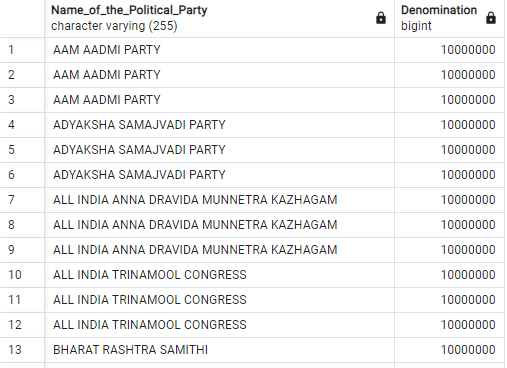 Name_of_the_Political_Party Denomination
character varying (255) bigint
1 AAM AADMI PARTY 10000000
2 AAM AADMI PARTY 10000000
3 AAM AADMI PARTY 10000000
4 ADYAKSHA SAMAJVADI PARTY 10000000
5 ADYAKSHA SAMAJVADI PARTY 10000000
6 ADYAKSHA SAMAJVADI PARTY 10000000
7 ALL INDIA ANNA DRAVIDA MUNNETRA KAZHAGAM 10000000
8 ALL INDIA ANNA DRAVIDA MUNNETRA KAZHAGAM 10000000
9 ALL INDIA ANNA DRAVIDA MUNNETRA KAZHAGAM 10000000
10 ALL INDIA TRINAMOOL CONGRESS 10000000
11 ALL INDIA TRINAMOOL CONGRESS 10000000
12 ALL INDIA TRINAMOOL CONGRESS 10000000
13 BHARAT RASHTRA SAMITHI 10000000